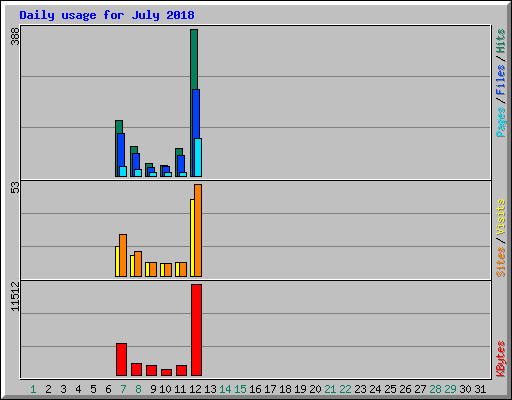 Daily usage for July 2018
388
Pages / Files / Hits
53
Sites / Visits
11512
KBytes
1 2 3 4 5 6 7 8 9 10 11 12 13 14 15 16 17 18 19 20 21 22 23 24 25 26 27 28 29 30 31